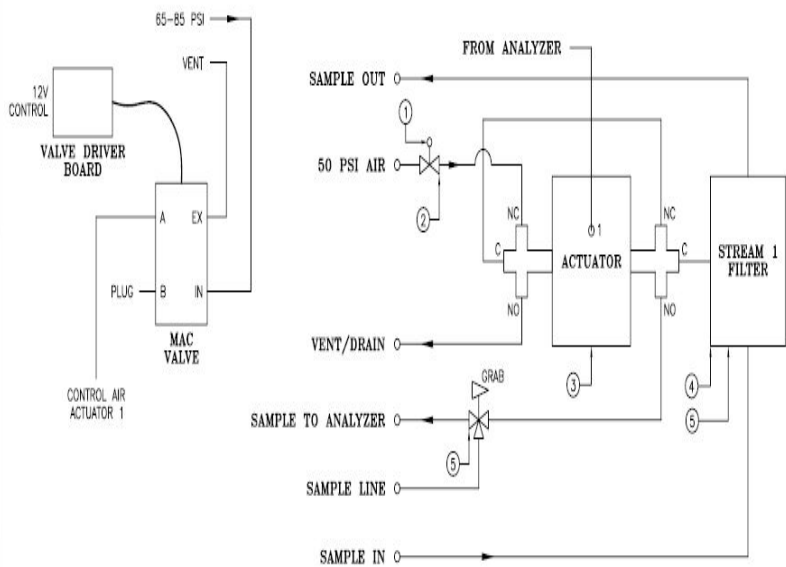 65-85 PSI
VENT
12V
CONTROL
VALVE DRIVER
BOARD
A
EX
PLUG
B
IN
MAC
VALVE
CONTROL AIR
ACTUATOR 1
FROM ANALYZER
SAMPLE OUT
1
50 PSI AIR
2
NC
C
NO
1
ACTUATOR
NC
C
NO
STREAM 1
FILTER
VENT/DRAIN
3
4
5
GRAB
SAMPLE TO ANALYZER
5
SAMPLE LINE
SAMPLE IN